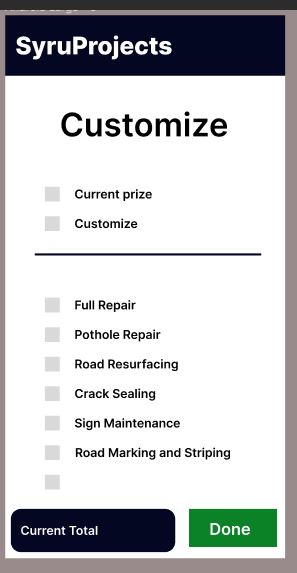 SyruProjects
Customize
Current prize
Customize
Full Repair
Pothole Repair
Road Resurfacing
Crack Sealing
Sign Maintenance
Road Marking and Striping
Current Total
Done